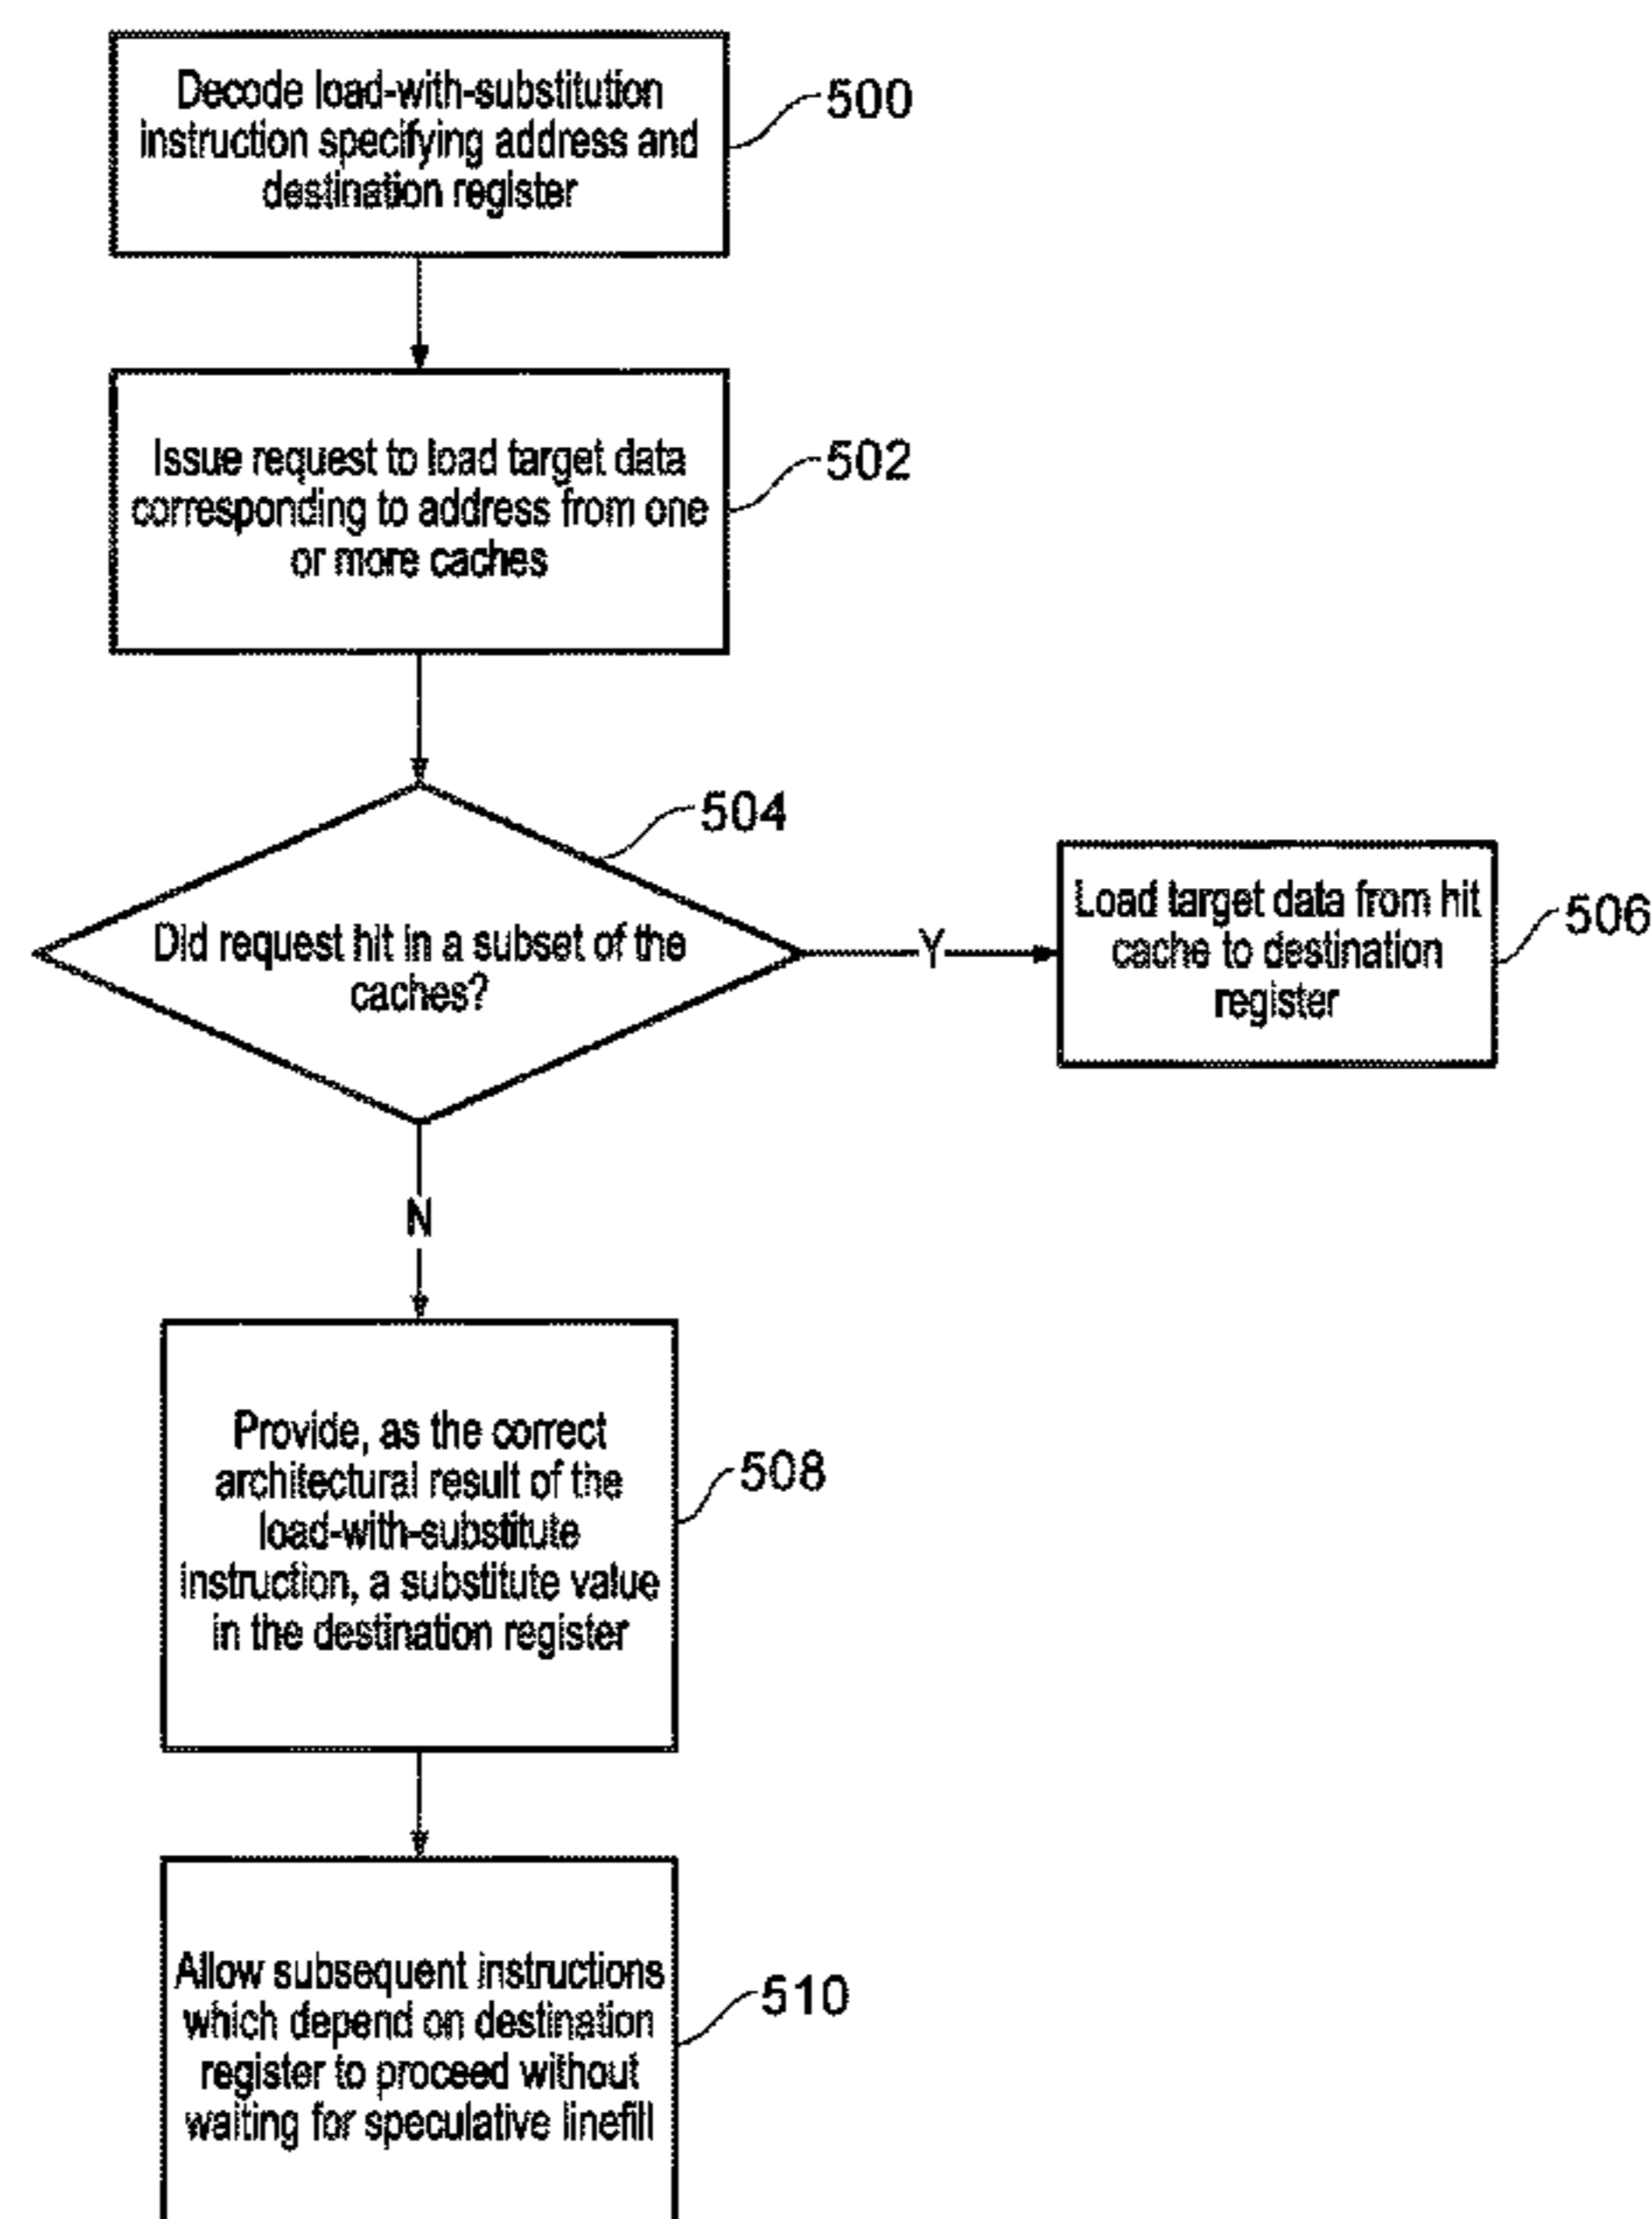 Decode load-with-substitution
instruction specifying address and
destination register
500
Issue request to load target data
corresponding to address from one
or more caches
502
504
Did request hit in a subset of the
caches?
Y
Load target data from hit
cache to destination
register
506
N
Provide, as the correct
architectural result of the
load-with-substitute
instruction, a substitute value
in the destination register
508
Allow subsequent instructions
which depend on destination
register to proceed without
waiting for speculative linefill
510